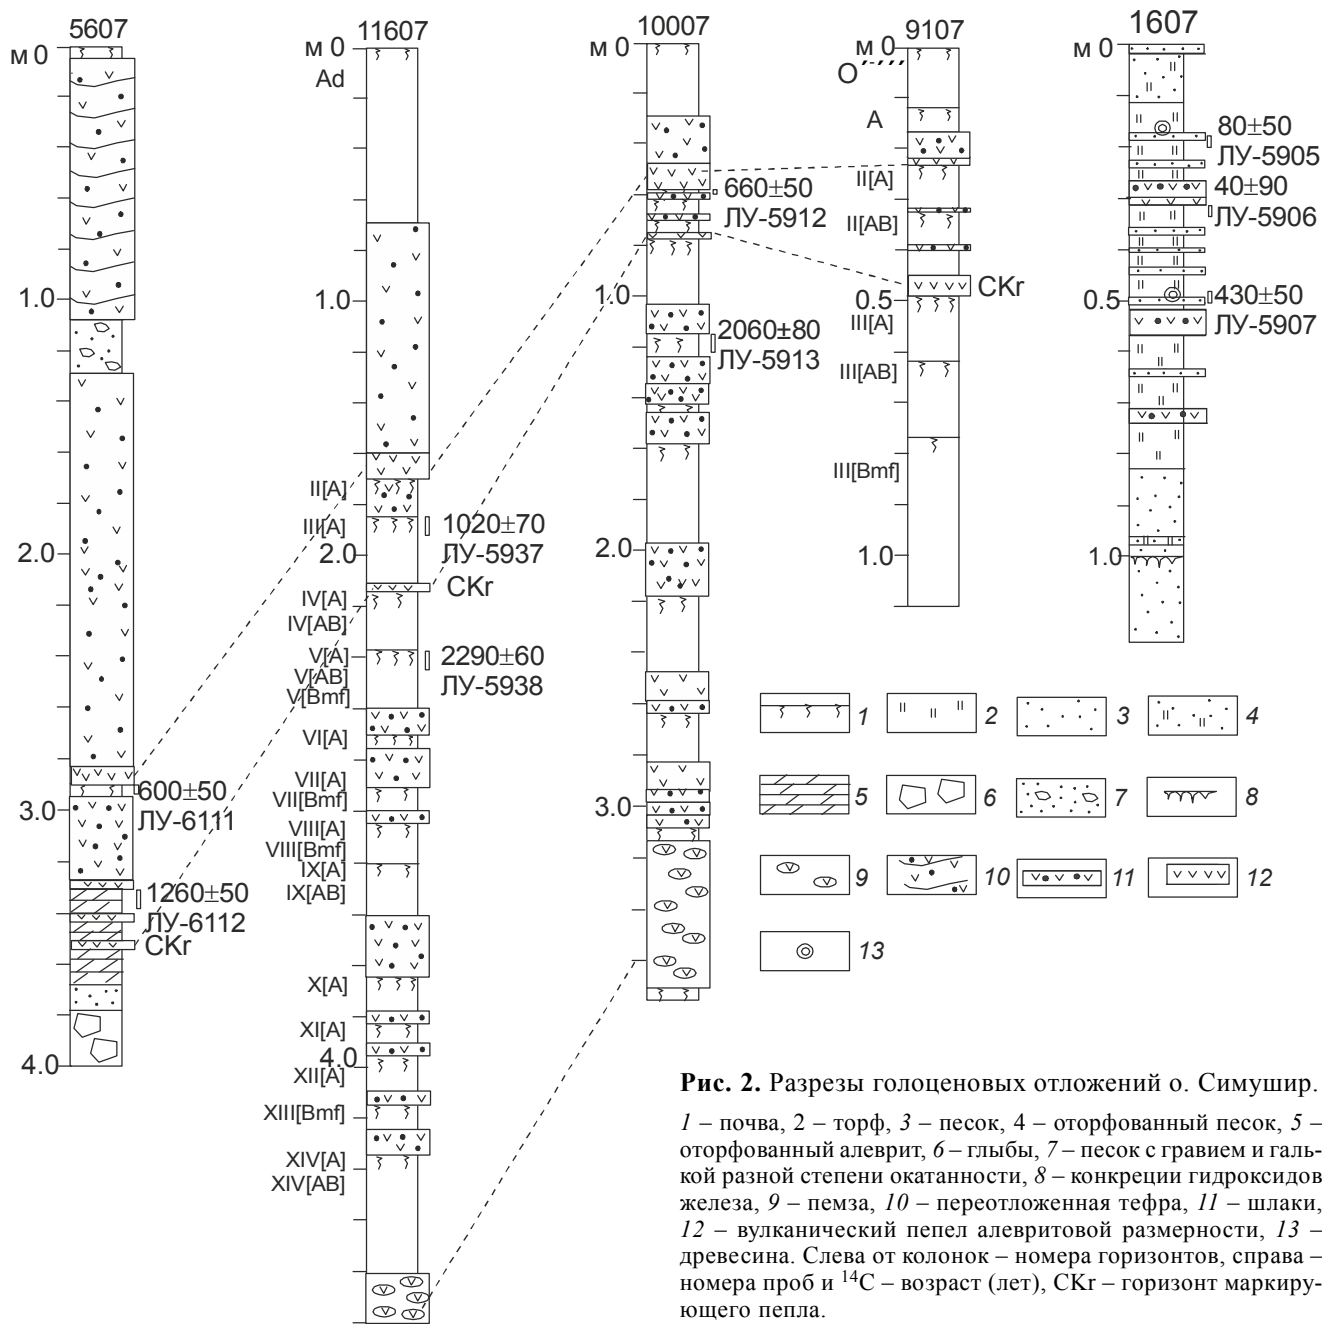 5607
м 0
1.0
2.0
3.0
4.0
600±50
ЛУ-6111
1260±50
ЛУ-6112
CKr
11607
м 0
Ad
1.0
II[A]
III[A]
2.0
IV[A]
IV[AB]
V[A]
V[AB]
V[Bmf]
VI[A]
VII[A]
VII[Bmf]
VIII[A]
VIII[Bmf]
IX[A]
IX[AB]
X[A]
XI[A]
4.0
XII[A]
XIII[Bmf]
XIV[A]
XIV[AB]
1020±70
ЛУ-5937
CKr
2290±60
ЛУ-5938
10007
м 0
1.0
2.0
3.0
660±50
ЛУ-5912
2060±80
ЛУ-5913
9107
м 0
O
A
II[A]
II[AB]
0.5
III[A]
III[AB]
III[Bmf]
1.0
CKr
1607
м 0
0.5
1.0
80±50
ЛУ-5905
40±90
ЛУ-5906
430±50
ЛУ-5907
1
2
3
4
5
6
7
8
9
10
11
12
13
Рис. 2. Разрезы голоценовых отложений о. Симушир.
1 – почва, 2 – торф, 3 – песок, 4 – оторфованный песок, 5 –
оторфованный алеврит, 6 – глыбы, 7 – песок с гравием и галь-
кой разной степени окатанности, 8 – конкреции гидроксидов
железа, 9 – пемза, 10 – переотложенная тефра, 11 – шлаки,
12 – вулканический пепел алевритовой размерности, 13 –
древесина. Слева от колонок – номера горизонтов, справа –
номера проб и ¹⁴C – возраст (лет), CKr – горизонт маркиру-
ющего пепла.